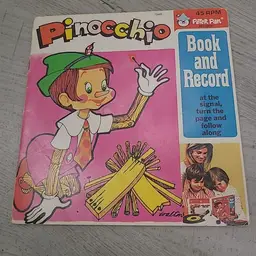 Pinocchio
45 RPM
Peter Pan
Book
and
Record
at the
signal,
turn the
page and
follow
along